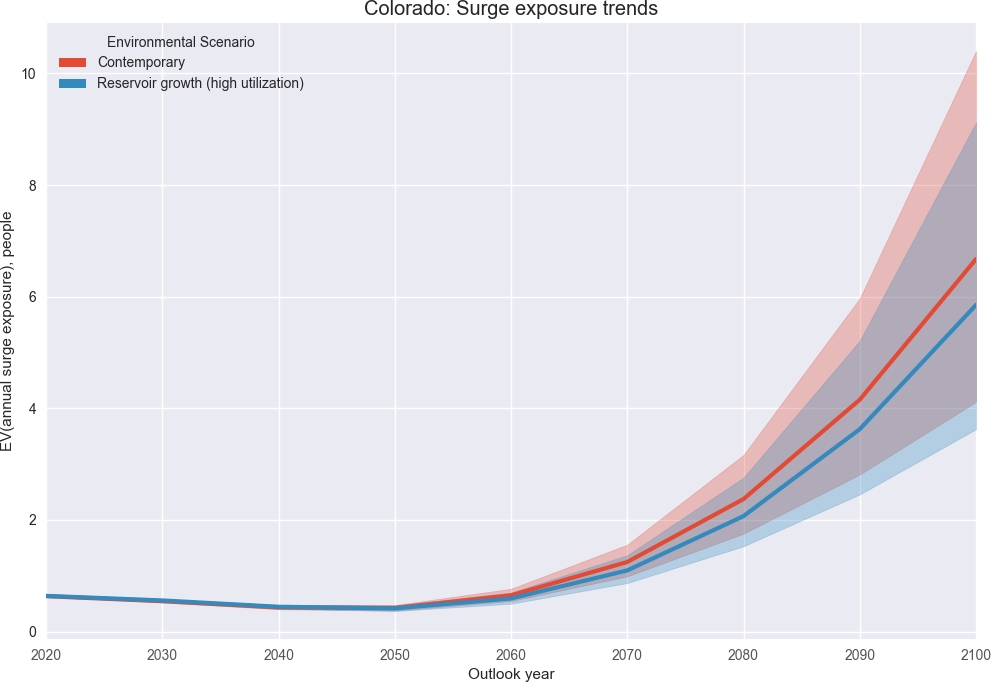 Colorado: Surge exposure trends
Environmental Scenario
Contemporary
Reservoir growth (high utilization)
EV(annual surge exposure), people
10
8
6
4
2
0
2020 2030 2040 2050 2060 2070 2080 2090 2100
Outlook year